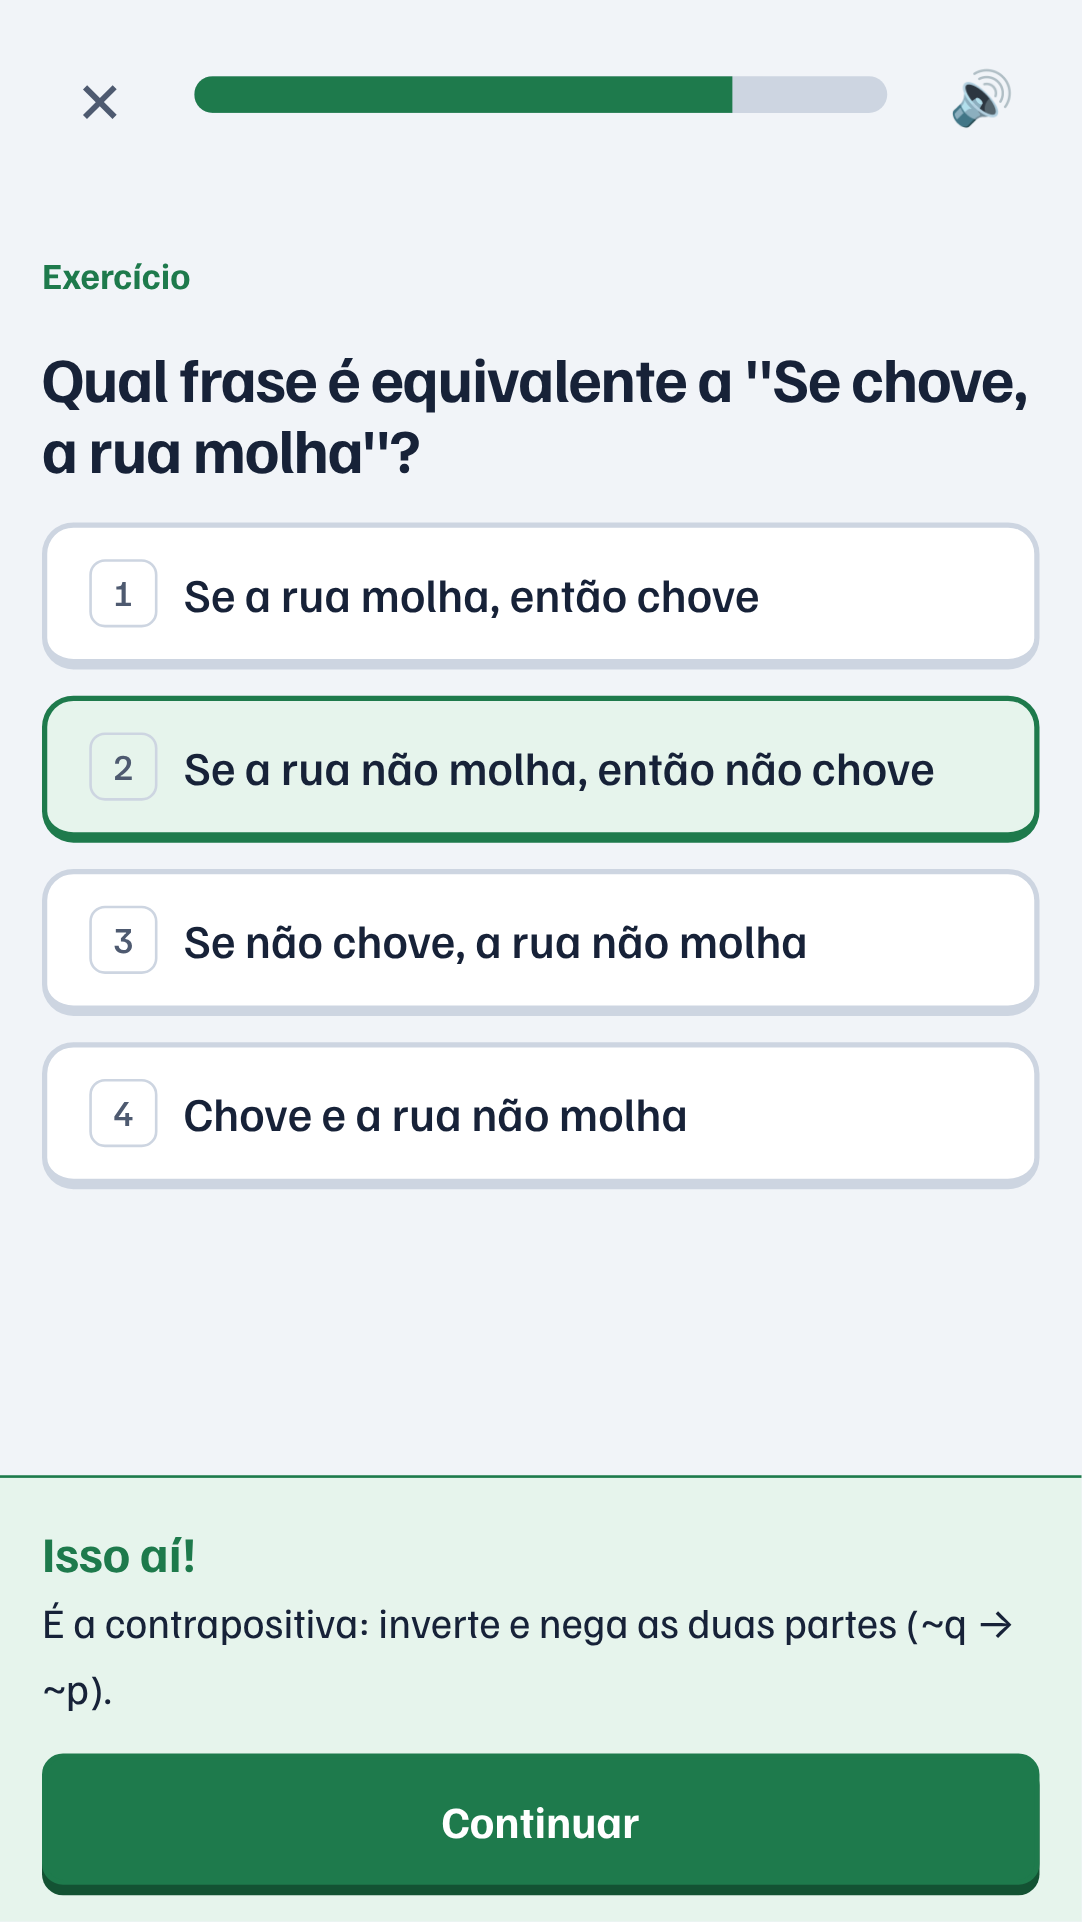 Exercício
Qual frase é equivalente a "Se chove,
a rua molha"?
1 Se a rua molha, então chove
2 Se a rua não molha, então não chove
3 Se não chove, a rua não molha
4 Chove e a rua não molha
Isso aí!
É a contrapositiva: inverte e nega as duas partes (~q →
~p).
Continuar